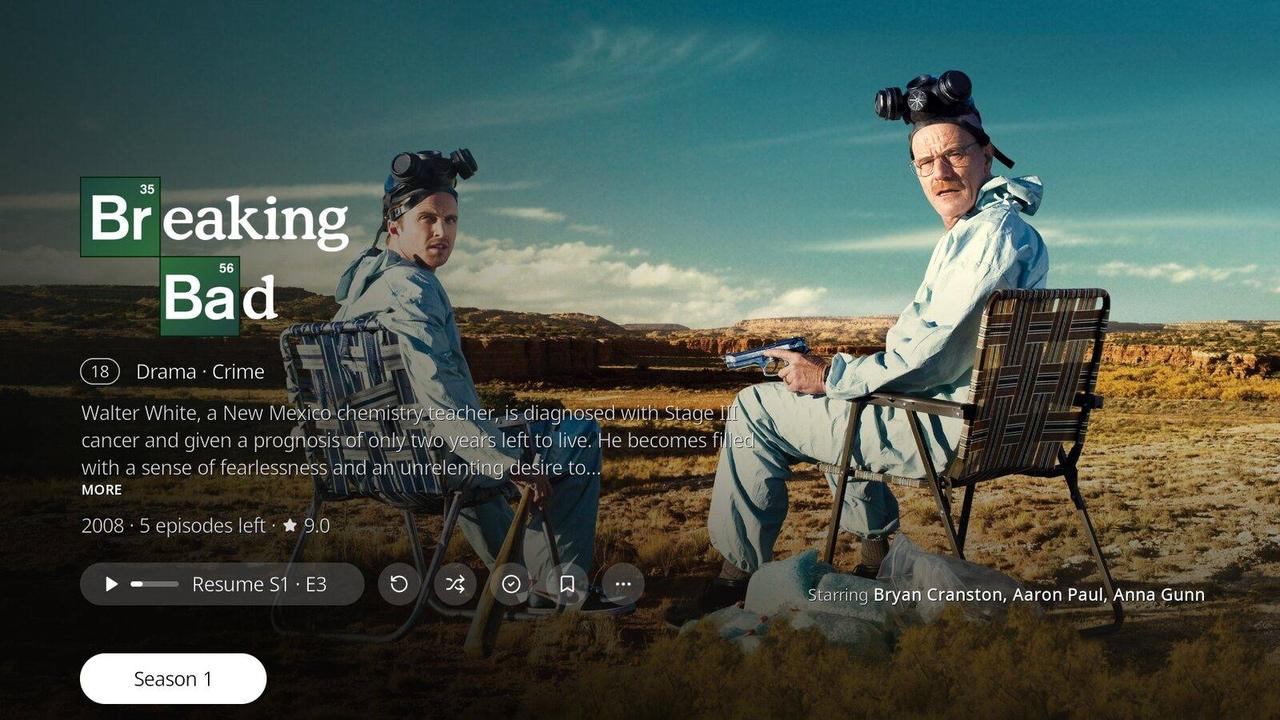 35
Breaking
56
Bad
18 Drama · Crime
Walter White, a New Mexico chemistry teacher, is diagnosed with Stage III
cancer and given a prognosis of only two years left to live. He becomes filled
with a sense of fearlessness and an unrelenting desire to...
MORE
2008 · 5 episodes left · ★ 9.0
Resume S1 · E3
Starring Bryan Cranston, Aaron Paul, Anna Gunn
Season 1